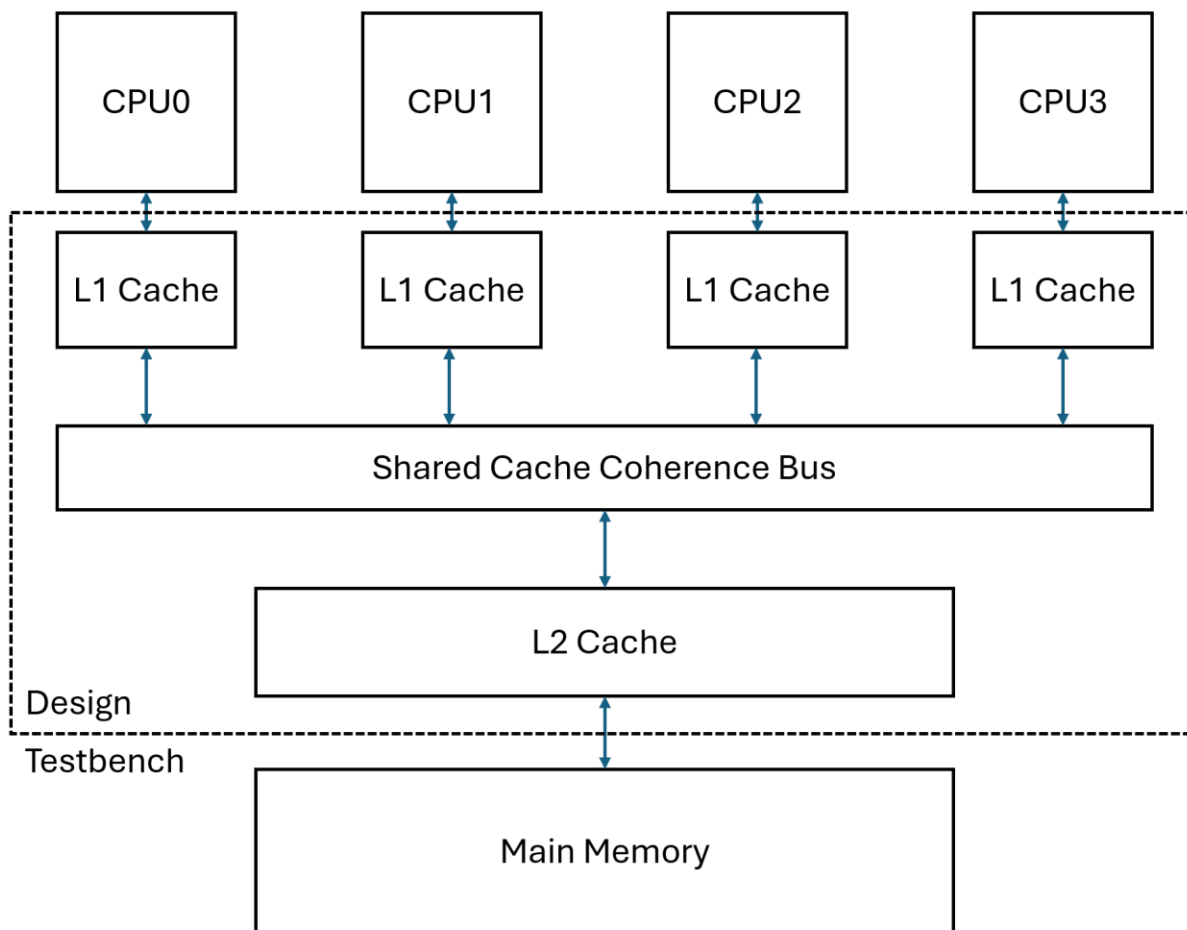 CPU0
CPU1
CPU2
CPU3
L1 Cache
L1 Cache
L1 Cache
L1 Cache
Shared Cache Coherence Bus
L2 Cache
Design
Testbench
Main Memory